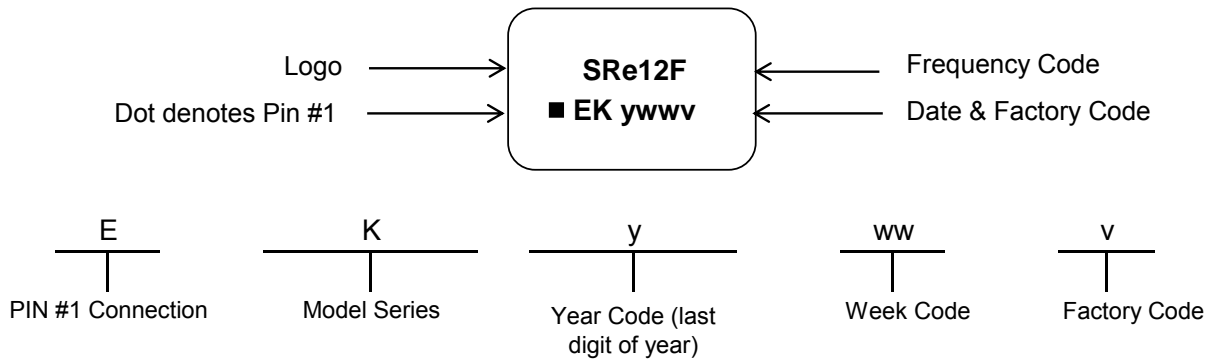 SRe12F
■ EK ywwv
Logo
Dot denotes Pin #1
Frequency Code
Date & Factory Code
E
K
y
ww
v
PIN #1 Connection
Model Series
Year Code (last
digit of year)
Week Code
Factory Code